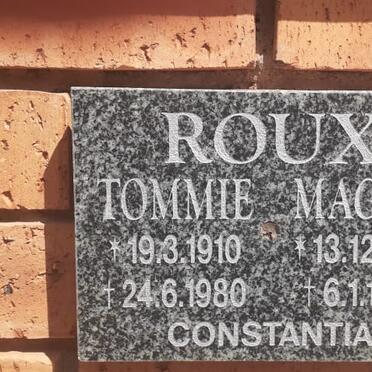 ROUX
TOMMIE MAC
*19.3.1910 *13.12
†24.6.1980 †6.1.1
CONSTANTIA